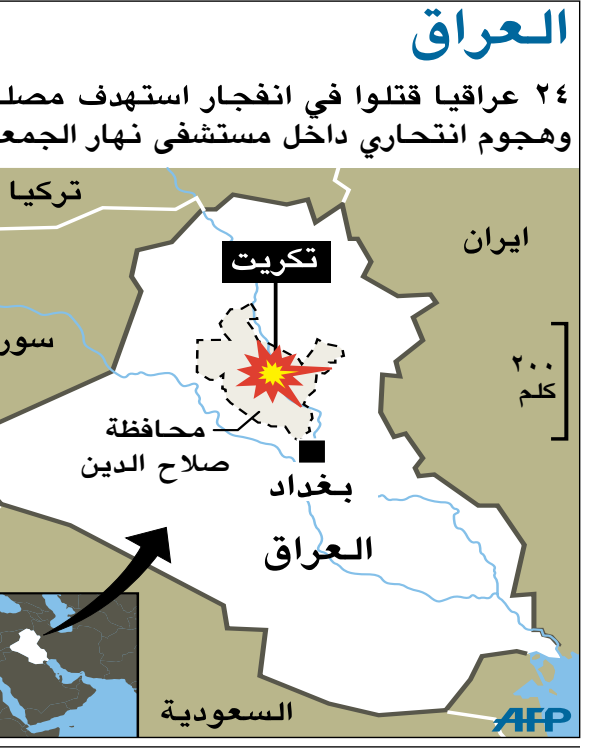 العراق
٢٤ عراقيا قتلوا في انفجار استهدف
وهجوم انتحاري داخل مستشفى نهار
تركيا
ايران
تكريت
٢٠٠
كلم
محافظة
صلاح الدين
بغداد
العراق
السعودية
AFP